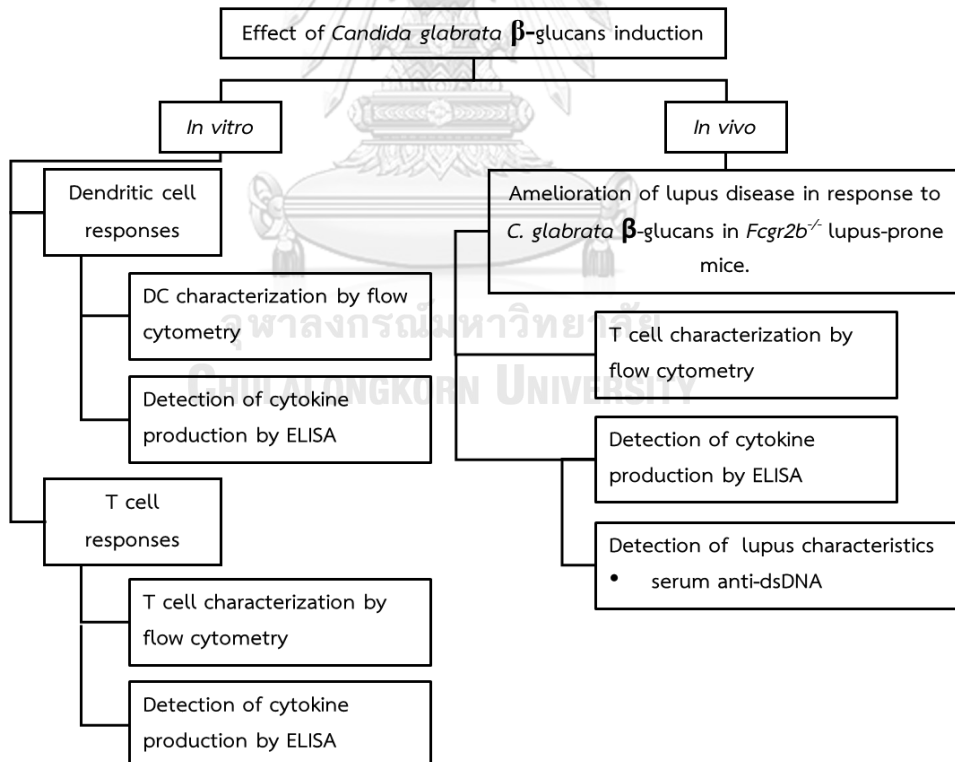 Effect of Candida glabrata β-glucans induction
In vitro
In vivo
Dendritic cell
responses
DC characterization by flow
cytometry
Detection of cytokine
production by ELISA
T cell
responses
T cell characterization by
flow cytometry
Detection of cytokine
production by ELISA
Amelioration of lupus disease in response to
C. glabrata β-glucans in Fcgr2b-/- lupus-prone
mice.
T cell characterization by
flow cytometry
Detection of cytokine
production by ELISA
Detection of lupus characteristics
• serum anti-dsDNA
จุฬาลงกรณ์มหาวิทยาลัย
CHULALONGKORN UNIVERSITY